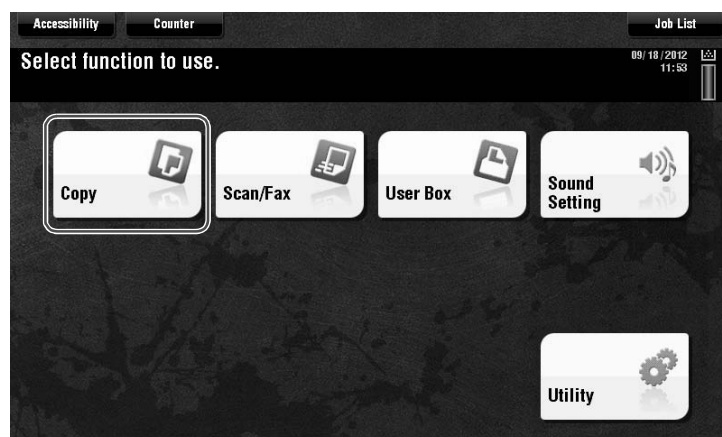 Accessibility Counter Job List
Select function to use.
09/18/2012
11:53
Copy
Scan/Fax
User Box
Sound
Setting
Utility